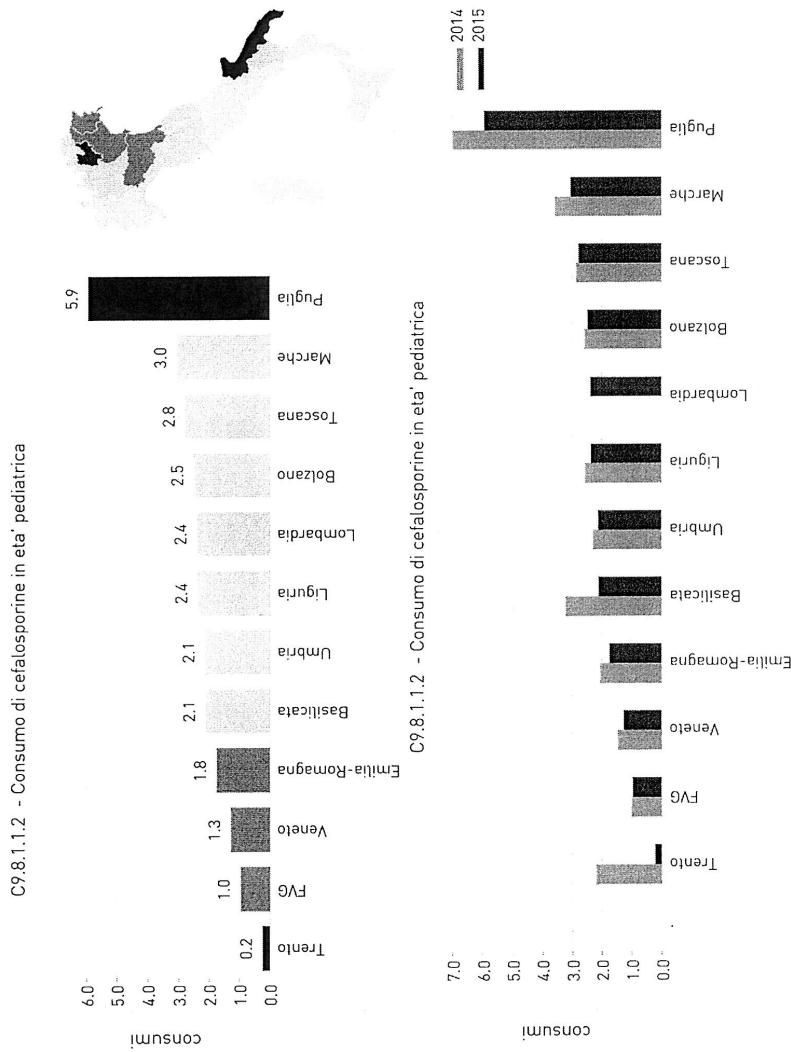 C9.8.1.1.2 - Consumo di cefalosporine in eta' pediatrica
consumi
6.0
5.0
4.0
3.0
2.0
1.0
0.0
0.2
1.0
1.3
1.8
2.1
2.1
2.4
2.4
2.5
2.8
3.0
5.9
Trento
FVG
Veneto
Emilia-Romagna
Basilicata
Umbria
Liguria
Lombardia
Bolzano
Toscana
Marche
Puglia
C9.8.1.1.2 - Consumo di cefalosporine in eta' pediatrica
2014
2015
consumi
7.0
6.0
5.0
4.0
3.0
2.0
1.0
0.0
Trento
FVG
Veneto
Emilia-Romagna
Basilicata
Umbria
Liguria
Lombardia
Bolzano
Toscana
Marche
Puglia